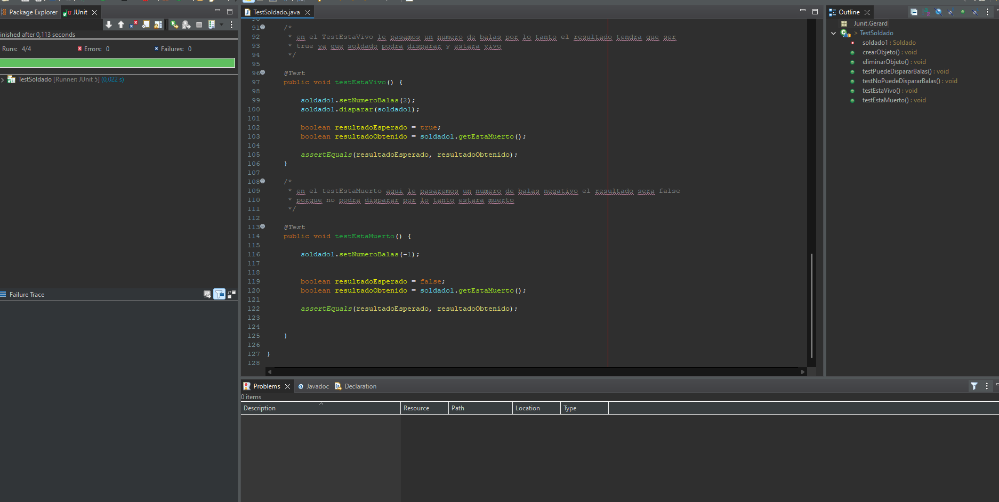 Package Explorer
JUnit
inished after 0,113 seconds
Runs: 4/4
Errors: 0
Failures: 0
TestSoldado [Runner: JUnit 5] (0,022 s)
Failure Trace
TestSoldado.java
91 /*
92 * en el TestEstaVivo le pasamos un numero de balas por lo tanto el resultado tendra que ser
93 * true ya que soldado podra disparar y estara vivo
94 */
95
96 @Test
97 public void testEstaVivo() {
98
99 soldado1.setNumeroBalas(2);
100 soldado1.disparar(soldado1);
101
102 boolean resultadoEsperado = true;
103 boolean resultadoObtenido = soldado1.getEstaMuerto();
104
105 assertEquals(resultadoEsperado, resultadoObtenido);
106 }
107
108 /*
109 * en el testEstaMuerto aqui le pasaremos un numero de balas negativo el resultado sera false
110 * porque no podra disparar por lo tanto estara muerto
111 */
112
113 @Test
114 public void testEstaMuerto() {
115
116 soldado1.setNumeroBalas(-1);
117
118
119 boolean resultadoEsperado = false;
120 boolean resultadoObtenido = soldado1.getEstaMuerto();
121
122 assertEquals(resultadoEsperado, resultadoObtenido);
123
124
125 }
126
127 }
128
Outline
Junit.Gerard
> TestSoldado
soldado1 : Soldado
crearObjeto() : void
eliminarObjeto() : void
testPuedeDispararBalas() : void
testNoPuedeDispararBalas() : void
testEstaVivo() : void
testEstaMuerto() : void
Problems
Javadoc
Declaration
0 items
Description
Resource
Path
Location
Type